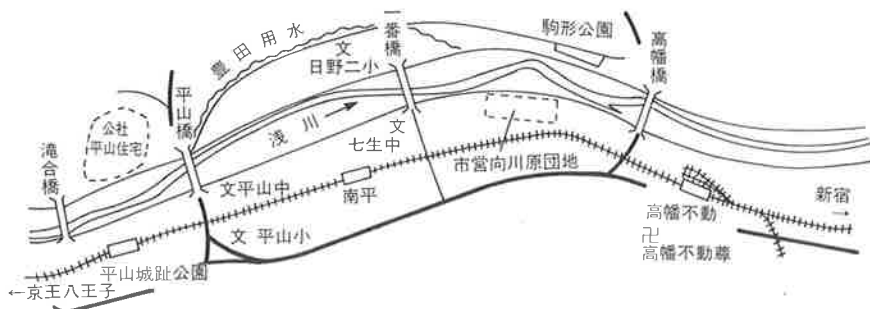 滝合橋
公社
平山住宅
平山橋
豊田用水
文
日野二小
一番橋
駒形公園
高幡橋
浅川
文
七生中
市営向川原団地
文平山中
南平
文 平山小
平山城趾公園
←京王八王子
新宿
→
高幡不動
卍
高幡不動尊